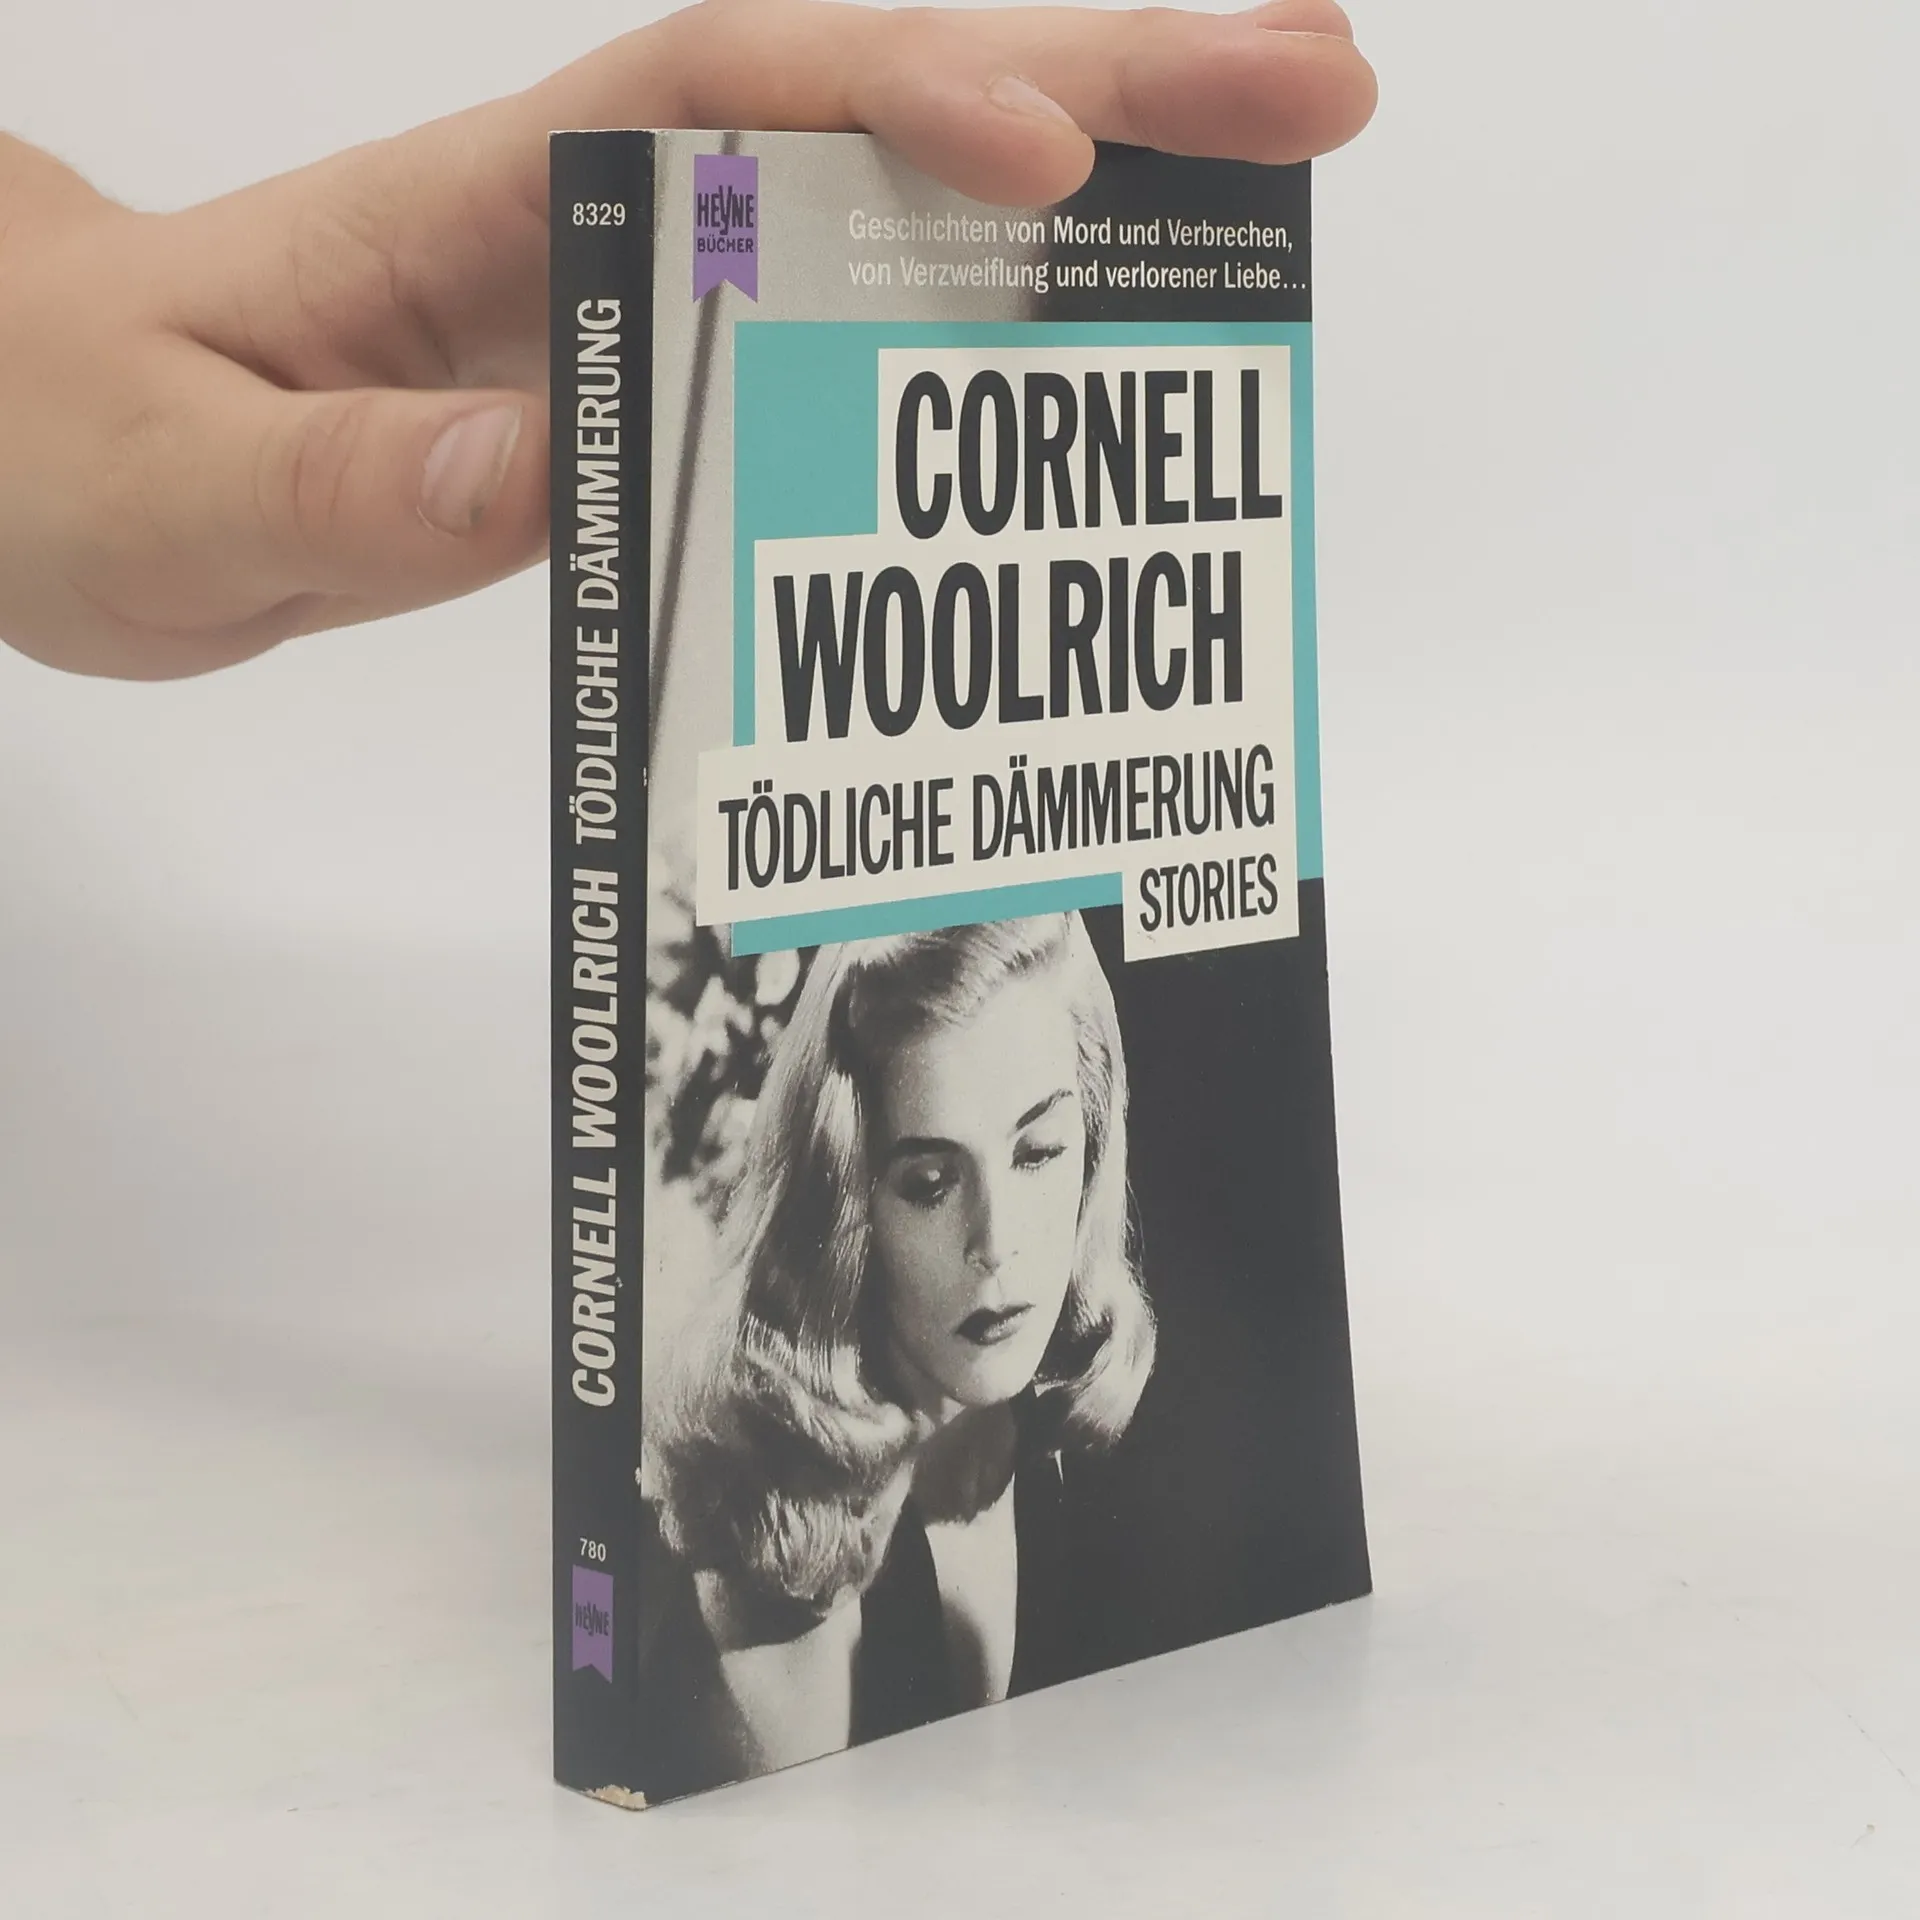 8329
CORNELL WOOLRICH TÖDLICHE DÄMMERUNG
780
HEYNE
HEYNE
BÜCHER
Geschichten von Mord und Verbrechen,
von Verzweiflung und verlorener Liebe...
CORNELL
WOOLRICH
TÖDLICHE DÄMMERUNG
STORIES